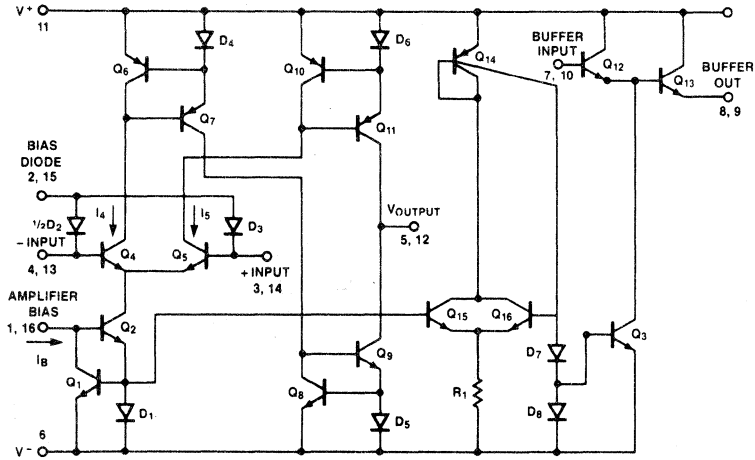 V+
11
D4
D6
Q6
Q10
Q14
BUFFER
INPUT
7, 10
Q12
Q13
BUFFER
OUT
8, 9
Q7
Q11
BIAS
DIODE
2, 15
½D2
I4
I5
D3
VOUTPUT
5, 12
−INPUT
4, 13
Q4
Q5
+INPUT
3, 14
AMPLIFIER
BIAS
1, 16
IB
Q2
Q15
Q16
Q1
D1
Q9
Q8
D5
R1
D7
D8
Q3
6
V−